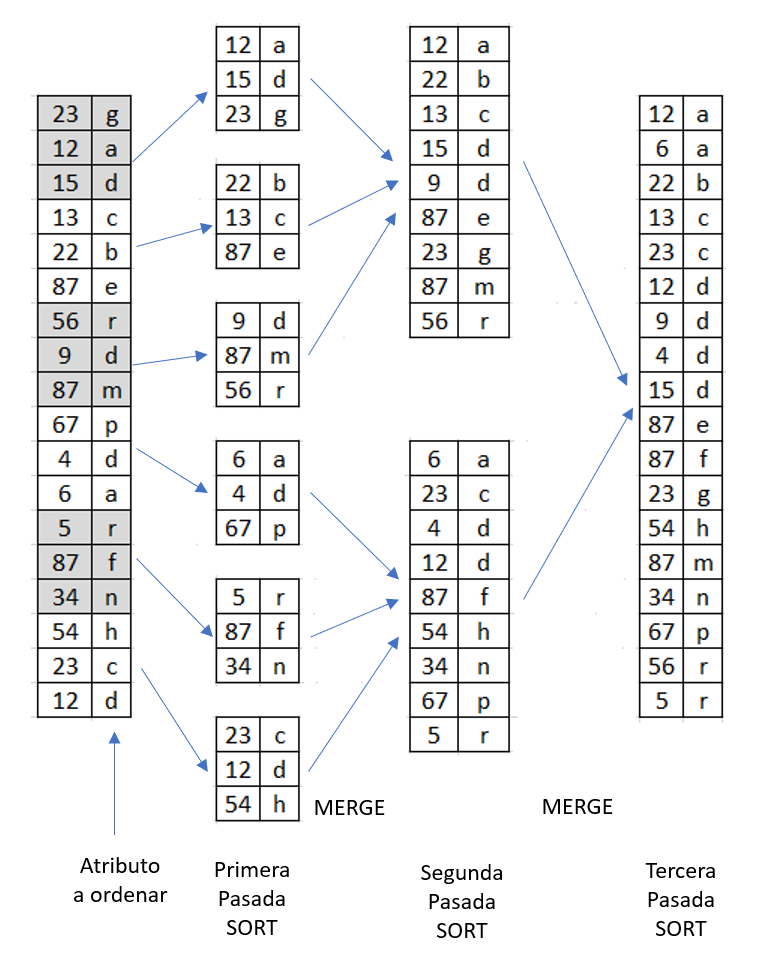 23 g
12 a
15 d
13 c
22 b
87 e
56 r
9 d
87 m
67 p
4 d
6 a
5 r
87 f
34 n
54 h
23 c
12 d
Atributo
a ordenar
12 a
15 d
23 g
22 b
13 c
87 e
9 d
87 m
56 r
6 a
4 d
67 p
5 r
87 f
34 n
23 c
12 d
54 h
Primera
Pasada
SORT
MERGE
12 a
22 b
13 c
15 d
9 d
87 e
23 g
87 m
56 r
6 a
23 c
4 d
12 d
87 f
54 h
34 n
67 p
5 r
Segunda
Pasada
SORT
MERGE
12 a
6 a
22 b
13 c
23 c
12 d
9 d
4 d
15 d
87 e
87 f
23 g
54 h
87 m
34 n
67 p
56 r
5 r
Tercera
Pasada
SORT